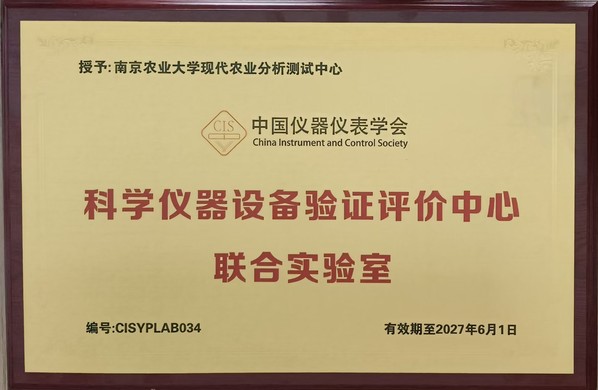 授予:南京农业大学现代农业分析测试中心
CIS
中国仪器仪表学会
China Instrument and Control Society
科学仪器设备验证评价中心
联合实验室
编号:CISYPLAB034
有效期至2027年6月1日